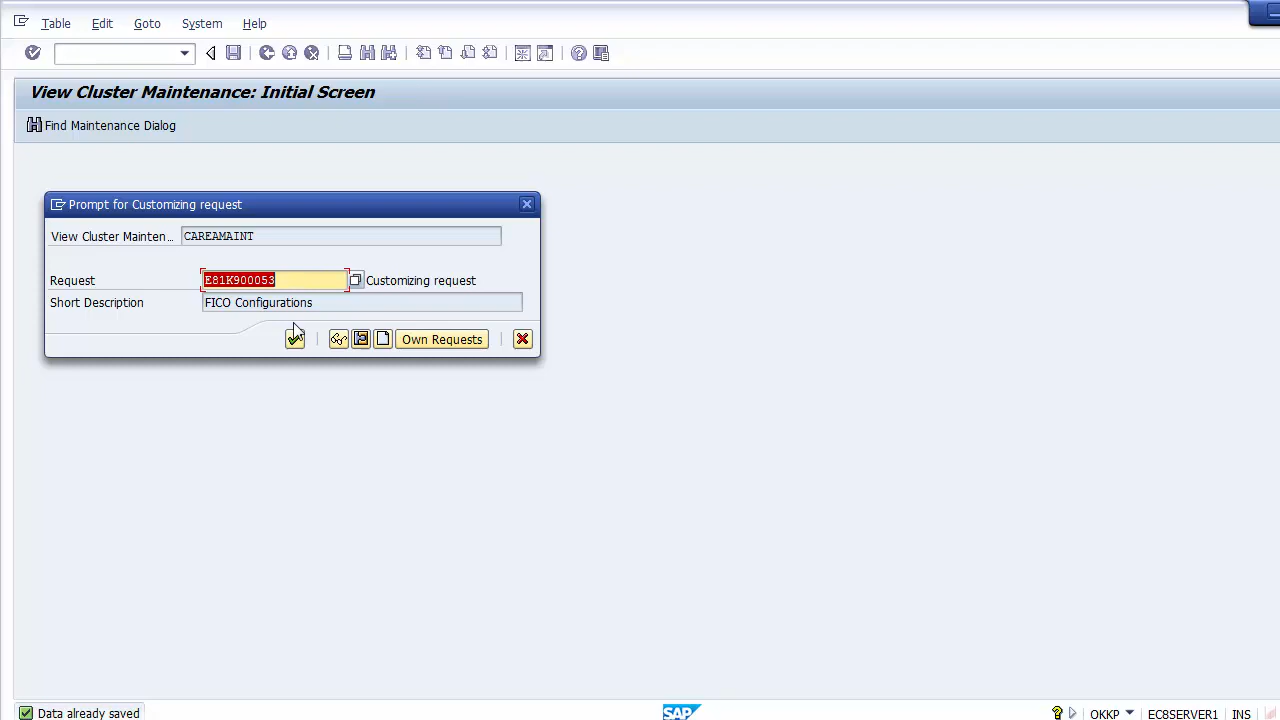 Table Edit Goto System Help
View Cluster Maintenance: Initial Screen
Find Maintenance Dialog
Prompt for Customizing request
View Cluster Mainten... CAREAMAINT
Request E81K900053 Customizing request
Short Description FICO Configurations
Own Requests
Data already saved SAP OKKP EC8SERVER1 INS